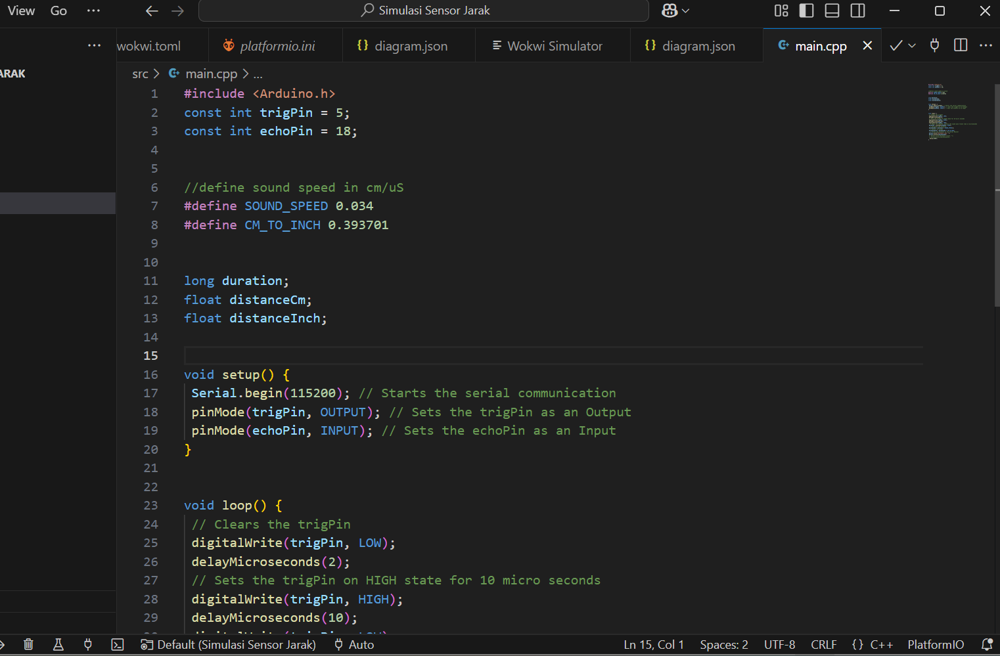 View Go ··· Simulasi Sensor Jarak
··· wokwi.toml platformio.ini {} diagram.json Wokwi Simulator {} diagram.json main.cpp ···
ARAK
src > main.cpp > ...
1 #include <Arduino.h>
2 const int trigPin = 5;
3 const int echoPin = 18;
4
5
6 //define sound speed in cm/uS
7 #define SOUND_SPEED 0.034
8 #define CM_TO_INCH 0.393701
9
10
11 long duration;
12 float distanceCm;
13 float distanceInch;
14
15
16 void setup() {
17 Serial.begin(115200); // Starts the serial communication
18 pinMode(trigPin, OUTPUT); // Sets the trigPin as an Output
19 pinMode(echoPin, INPUT); // Sets the echoPin as an Input
20 }
21
22
23 void loop() {
24 // Clears the trigPin
25 digitalWrite(trigPin, LOW);
26 delayMicroseconds(2);
27 // Sets the trigPin on HIGH state for 10 micro seconds
28 digitalWrite(trigPin, HIGH);
29 delayMicroseconds(10);
Default (Simulasi Sensor Jarak) Auto Ln 15, Col 1 Spaces: 2 UTF-8 CRLF {} C++ PlatformIO